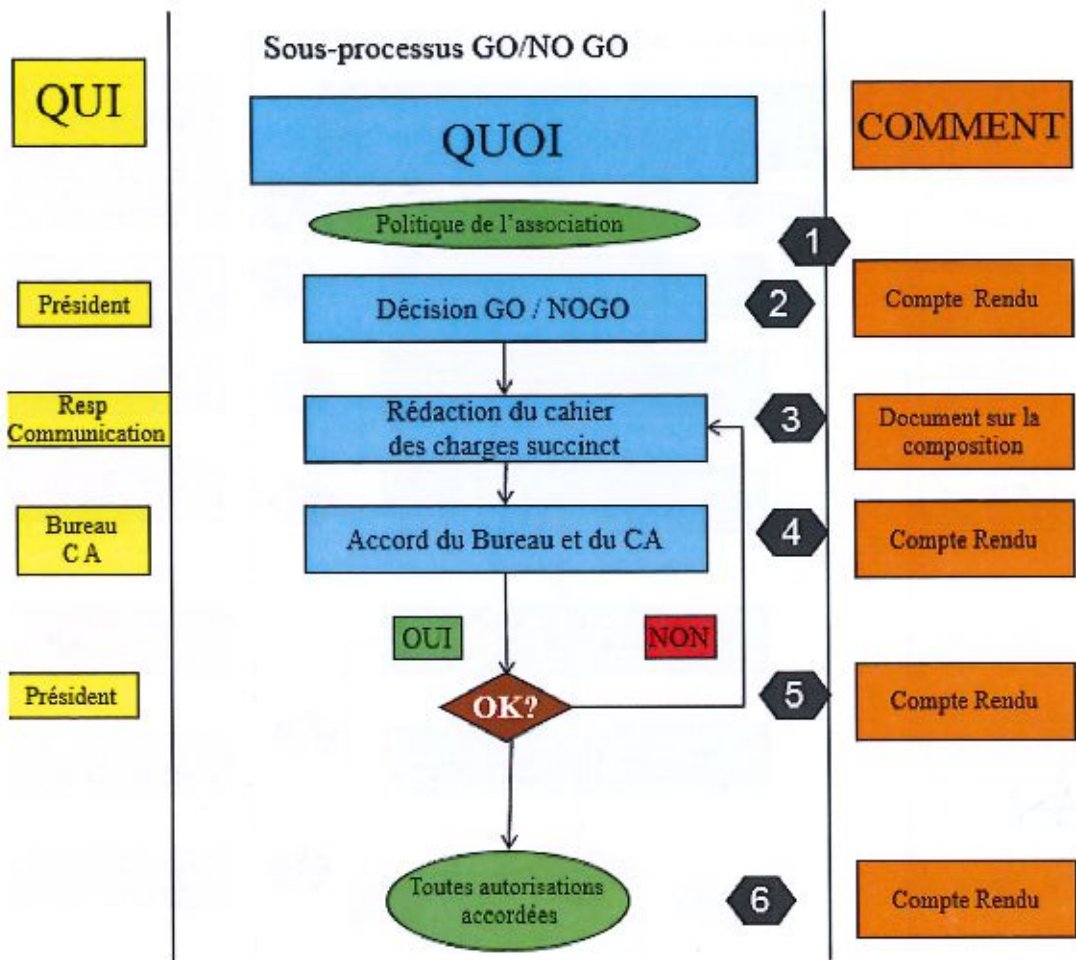 Sous-processus GO/NO GO
QUI
QUOI
COMMENT
Politique de l'association
1
Président
Décision GO / NOGO
2
Compte Rendu
Resp
Communication
Rédaction du cahier
des charges succinct
3
Document sur la
composition
Bureau
C A
Accord du Bureau et du CA
4
Compte Rendu
OUI
NON
Président
OK?
5
Compte Rendu
Toutes autorisations
accordées
6
Compte Rendu